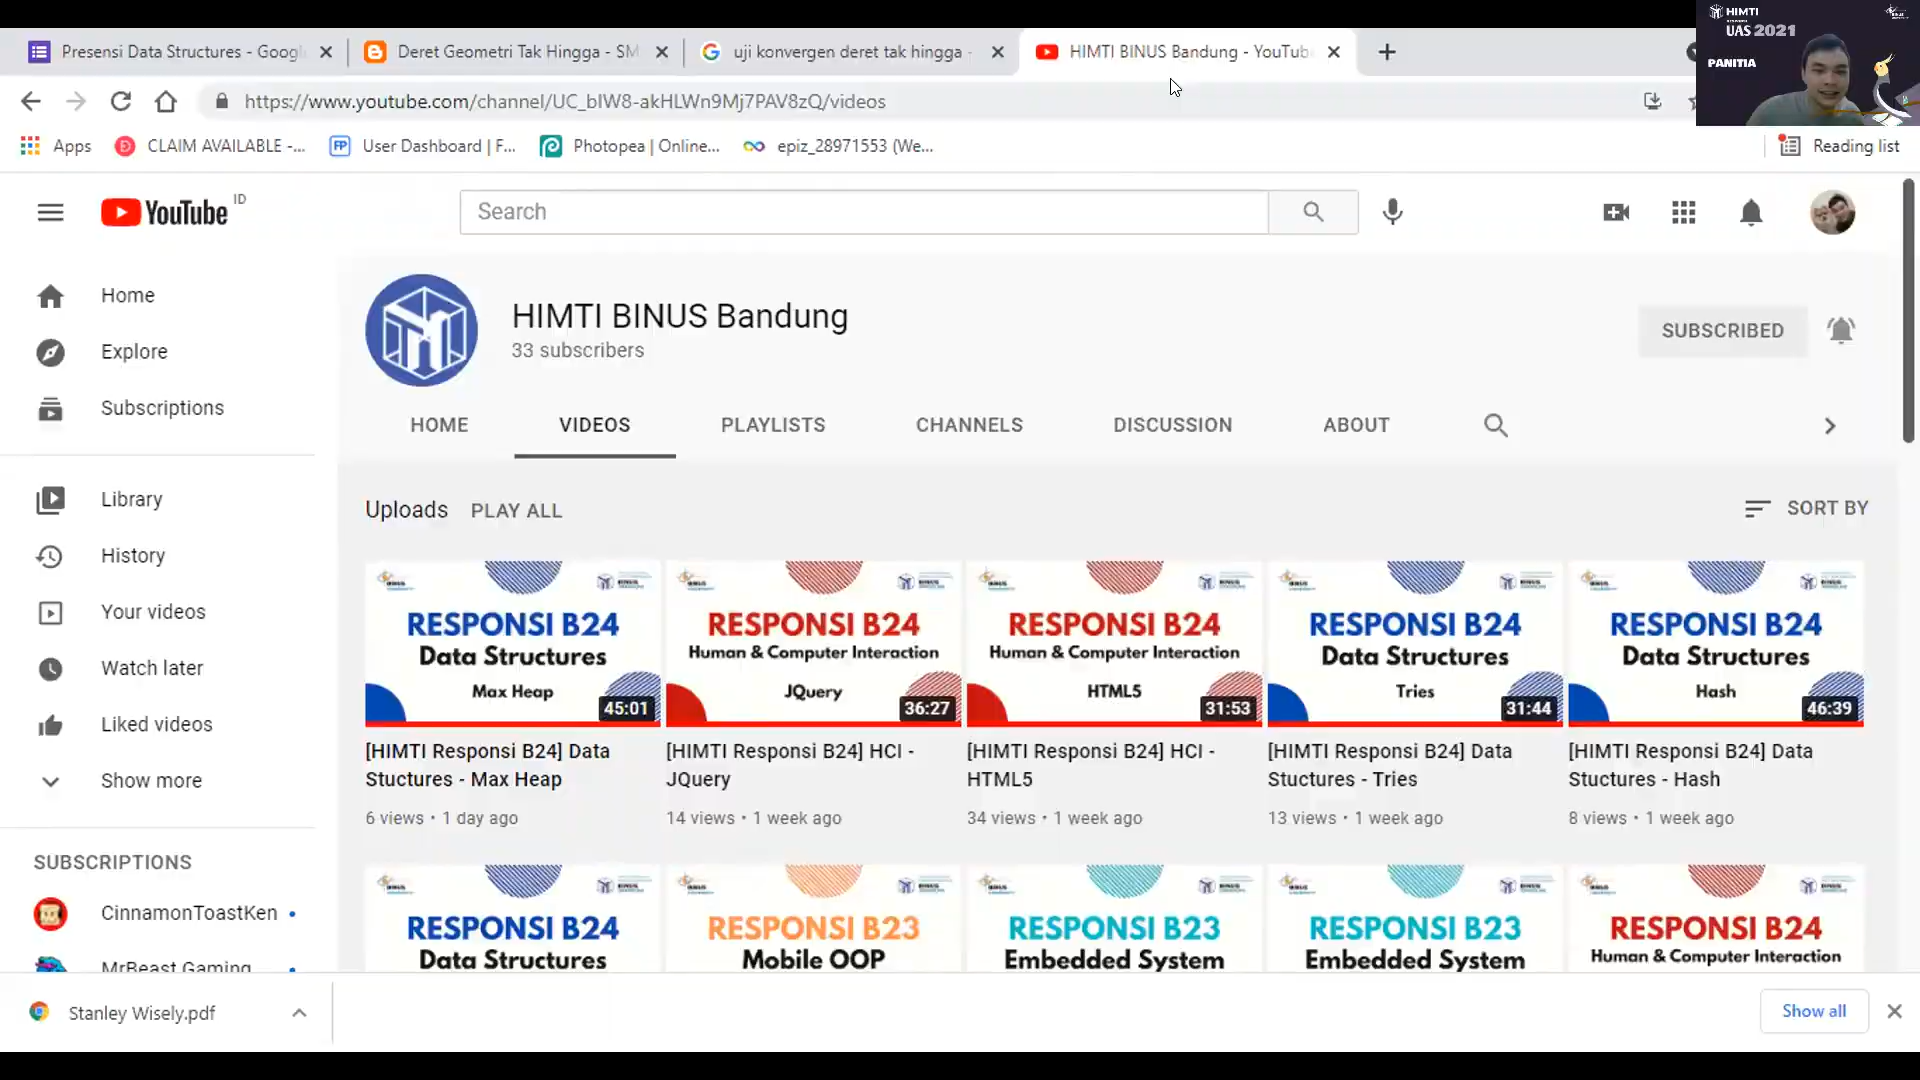 HIMTI
UAS 2021
PANITIA
Presensi Data Structures - Googl
Deret Geometri Tak Hingga - SM
uji konvergen deret tak hingga -
HIMTI BINUS Bandung - YouTub
https://www.youtube.com/channel/UC_bIW8-akHLWn9Mj7PAV8zQ/videos
Apps
CLAIM AVAILABLE -...
FP
User Dashboard | F...
Photopea | Online...
epiz_28971553 (We...
Reading list
YouTube ID
Search
Home
Explore
Subscriptions
Library
History
Your videos
Watch later
Liked videos
Show more
SUBSCRIPTIONS
CinnamonToastKen
MrBeast Gaming
HIMTI BINUS Bandung
33 subscribers
SUBSCRIBED
HOME
VIDEOS
PLAYLISTS
CHANNELS
DISCUSSION
ABOUT
Uploads
PLAY ALL
SORT BY
RESPONSI B24
Data Structures
Max Heap
45:01
[HIMTI Responsi B24] Data
Stuctures - Max Heap
6 views • 1 day ago
RESPONSI B24
Human & Computer Interaction
JQuery
36:27
[HIMTI Responsi B24] HCI -
JQuery
14 views • 1 week ago
RESPONSI B24
Human & Computer Interaction
HTML5
31:53
[HIMTI Responsi B24] HCI -
HTML5
34 views • 1 week ago
RESPONSI B24
Data Structures
Tries
31:44
[HIMTI Responsi B24] Data
Stuctures - Tries
13 views • 1 week ago
RESPONSI B24
Data Structures
Hash
46:39
[HIMTI Responsi B24] Data
Stuctures - Hash
8 views • 1 week ago
RESPONSI B24
Data Structures
RESPONSI B23
Mobile OOP
RESPONSI B23
Embedded System
RESPONSI B23
Embedded System
RESPONSI B24
Human & Computer Interaction
Stanley Wisely.pdf
Show all